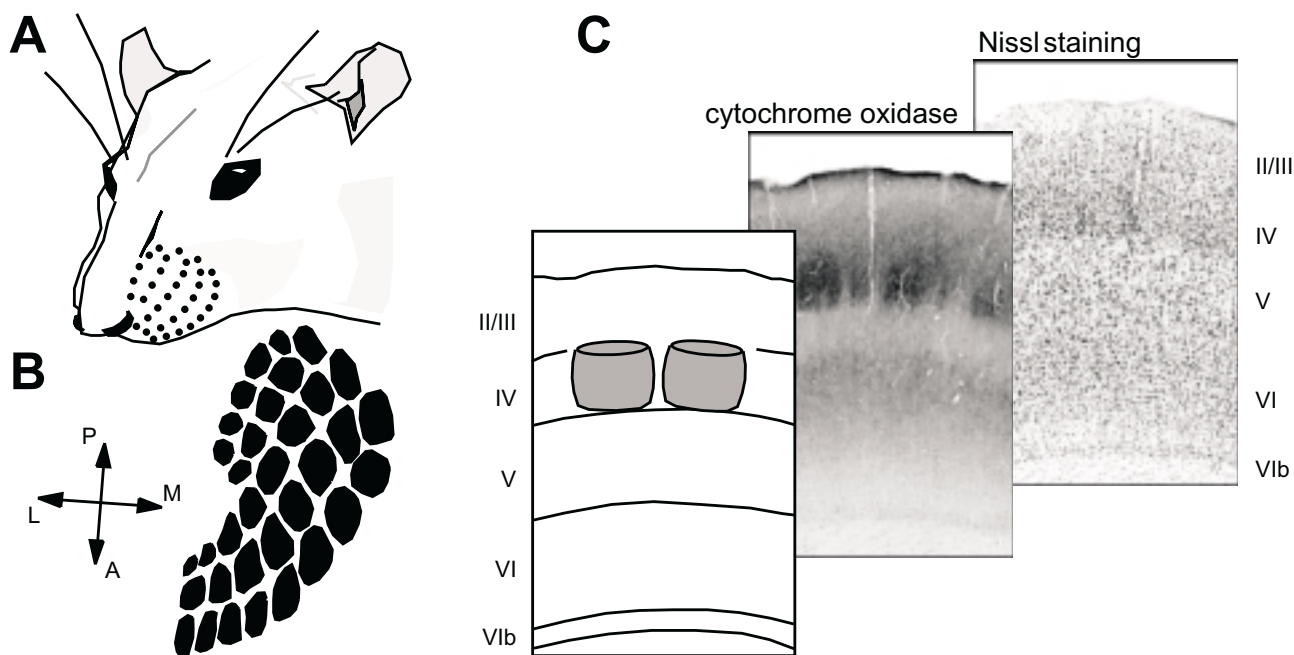 A
C
Nissl staining
cytochrome oxidase
II/III
IV
V
VI
VIb
II/III
IV
V
VI
VIb
B
P
L
M
A